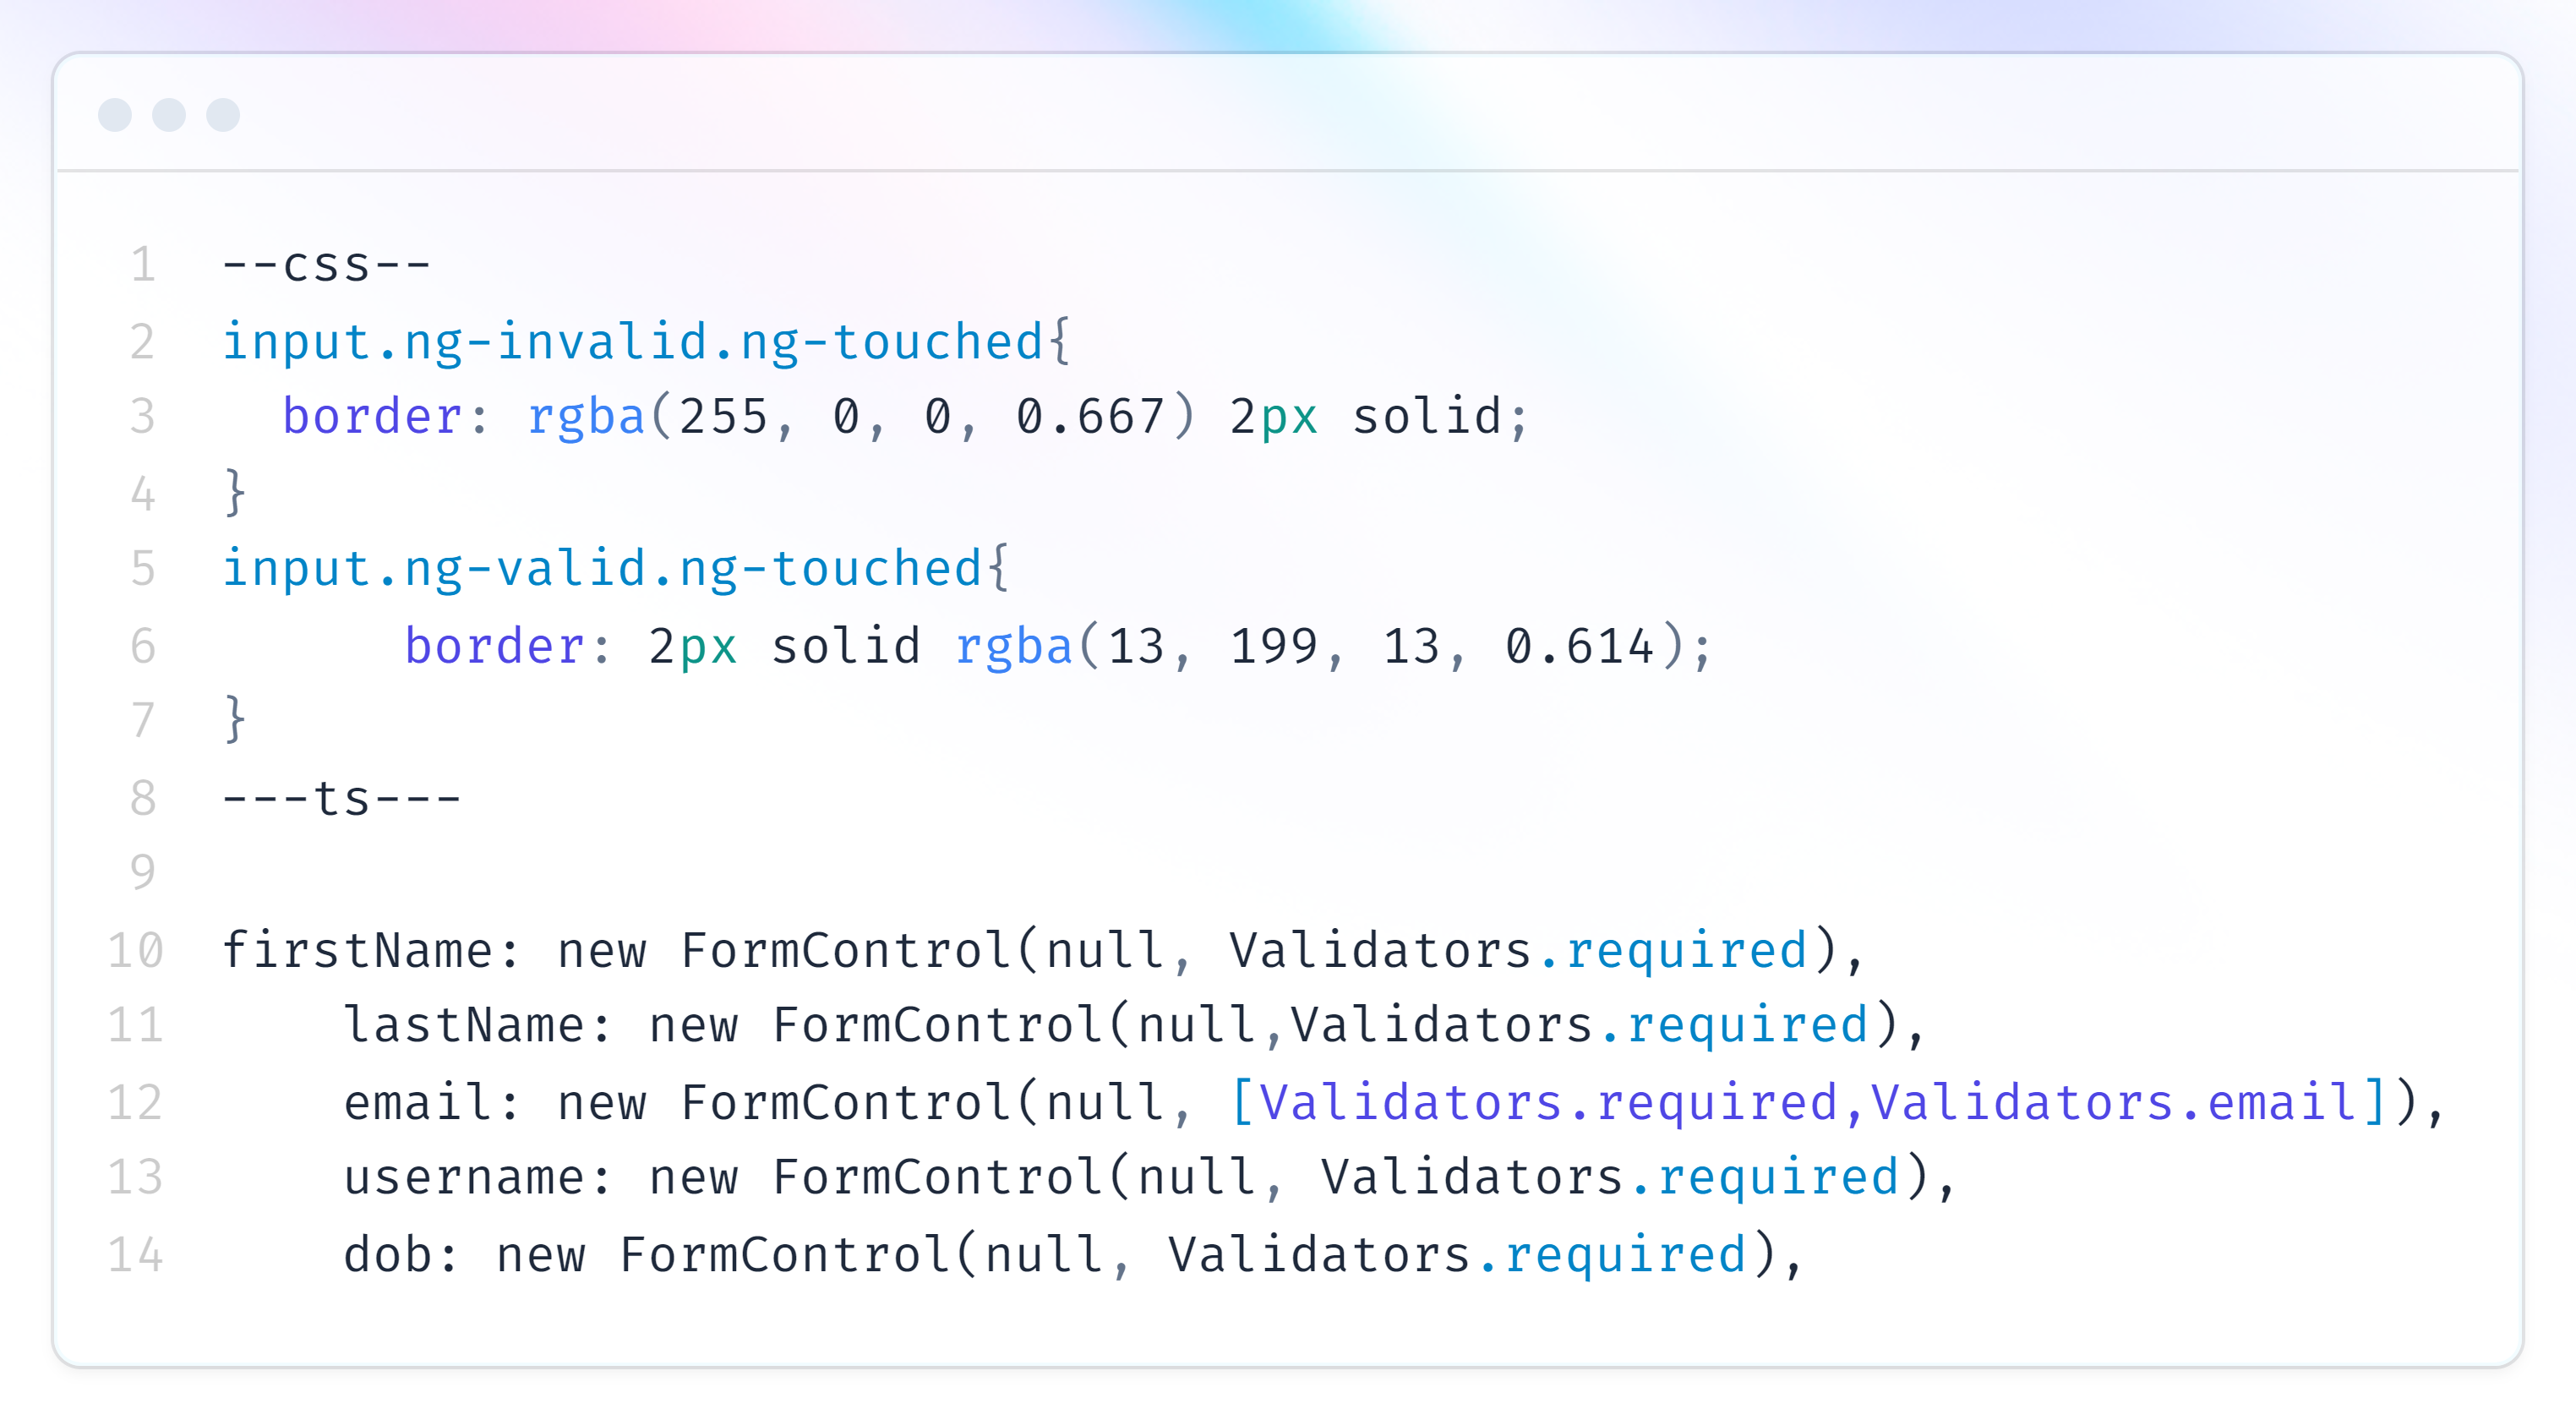 1 --css--
2 input.ng-invalid.ng-touched{
3   border: rgba(255, 0, 0, 0.667) 2px solid;
4 }
5 input.ng-valid.ng-touched{
6       border: 2px solid rgba(13, 199, 13, 0.614);
7 }
8 ---ts---
9
10 firstName: new FormControl(null, Validators.required),
11     lastName: new FormControl(null,Validators.required),
12     email: new FormControl(null, [Validators.required,Validators.email]),
13     username: new FormControl(null, Validators.required),
14     dob: new FormControl(null, Validators.required),